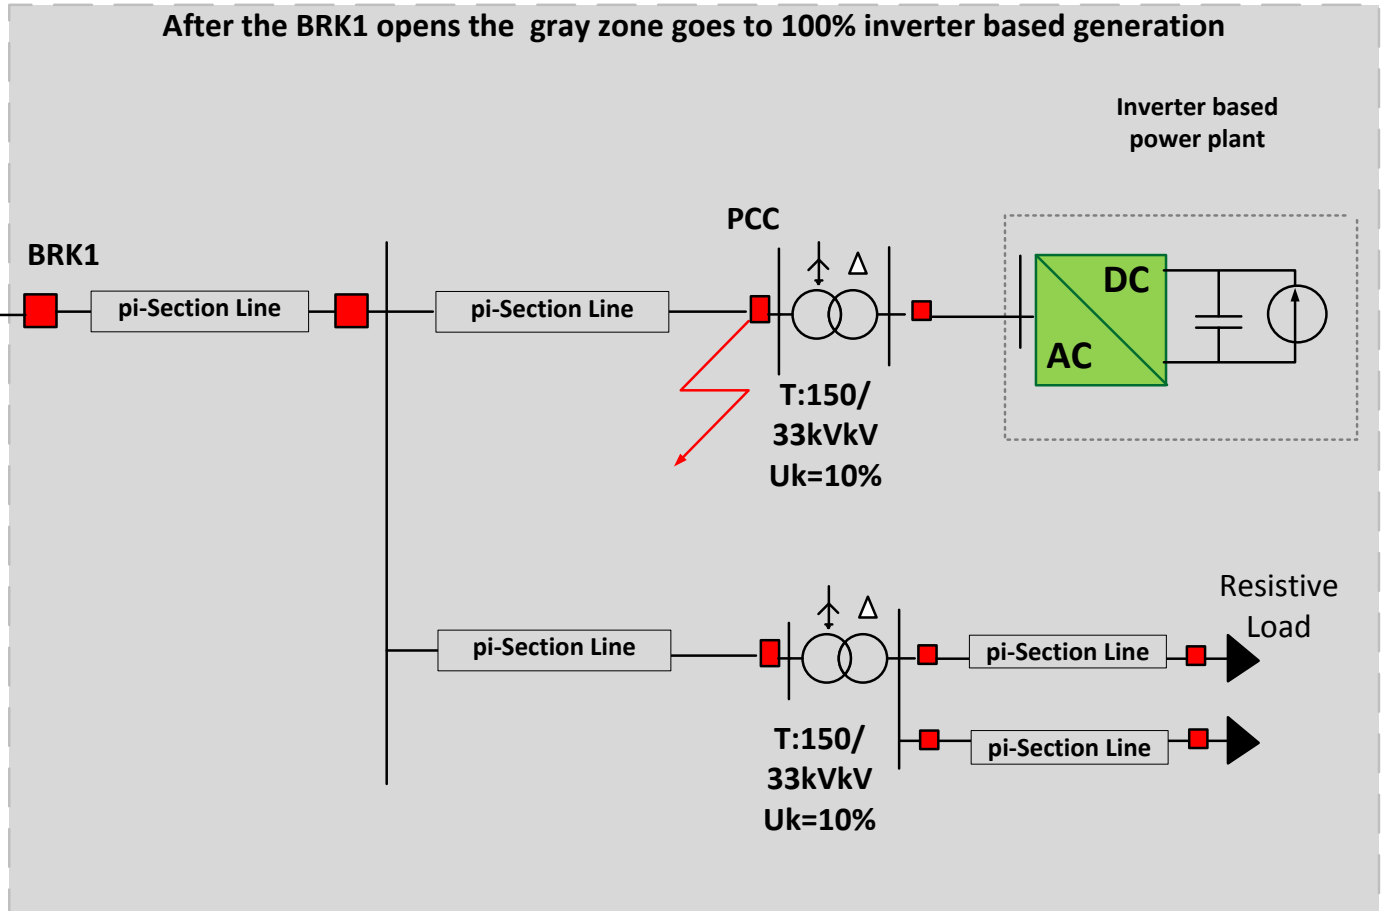 After the BRK1 opens the gray zone goes to 100% inverter based generation
Inverter based
power plant
PCC
BRK1
pi-Section Line
pi-Section Line
DC
AC
T:150/
33kVkV
Uk=10%
Resistive
Load
pi-Section Line
pi-Section Line
pi-Section Line
T:150/
33kVkV
Uk=10%